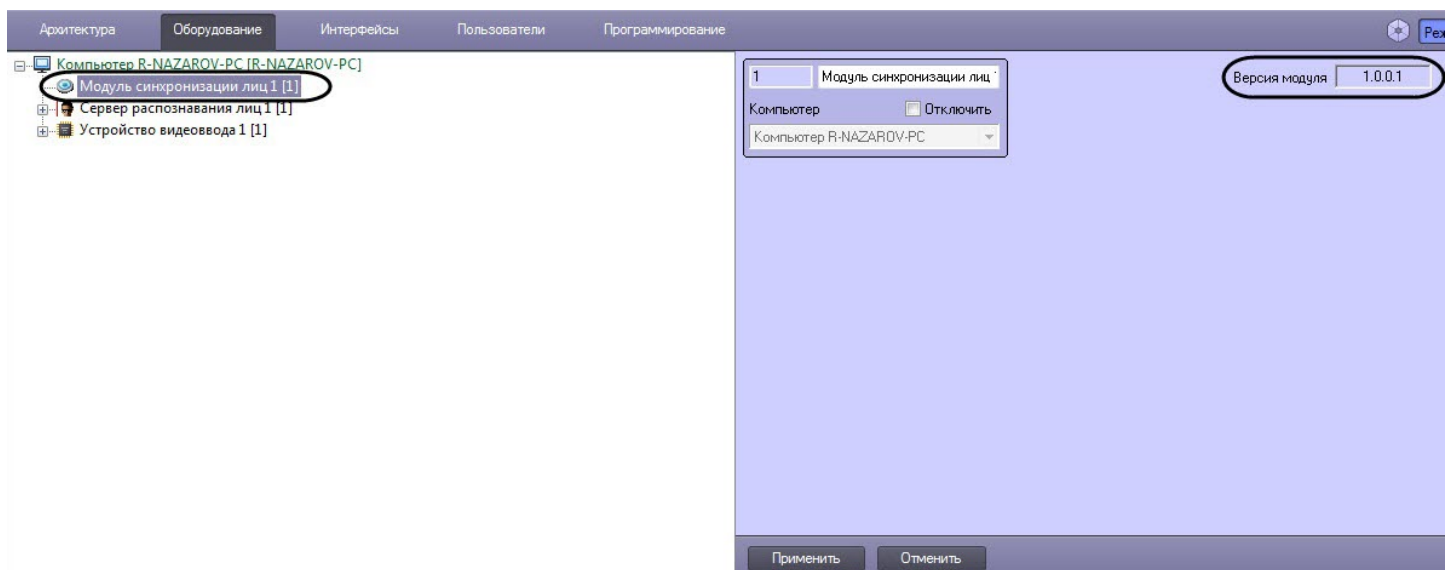 Архитектура Оборудование Интерфейсы Пользователи Программирование
Компьютер R-NAZAROV-PC [R-NAZAROV-PC]
Модуль синхронизации лиц 1 [1]
Сервер распознавания лиц 1 [1]
Устройство видеоввода 1 [1]
1 Модуль синхронизации лиц
Компьютер Отключить
Компьютер R-NAZAROV-PC
Версия модуля 1.0.0.1
Применить Отменить